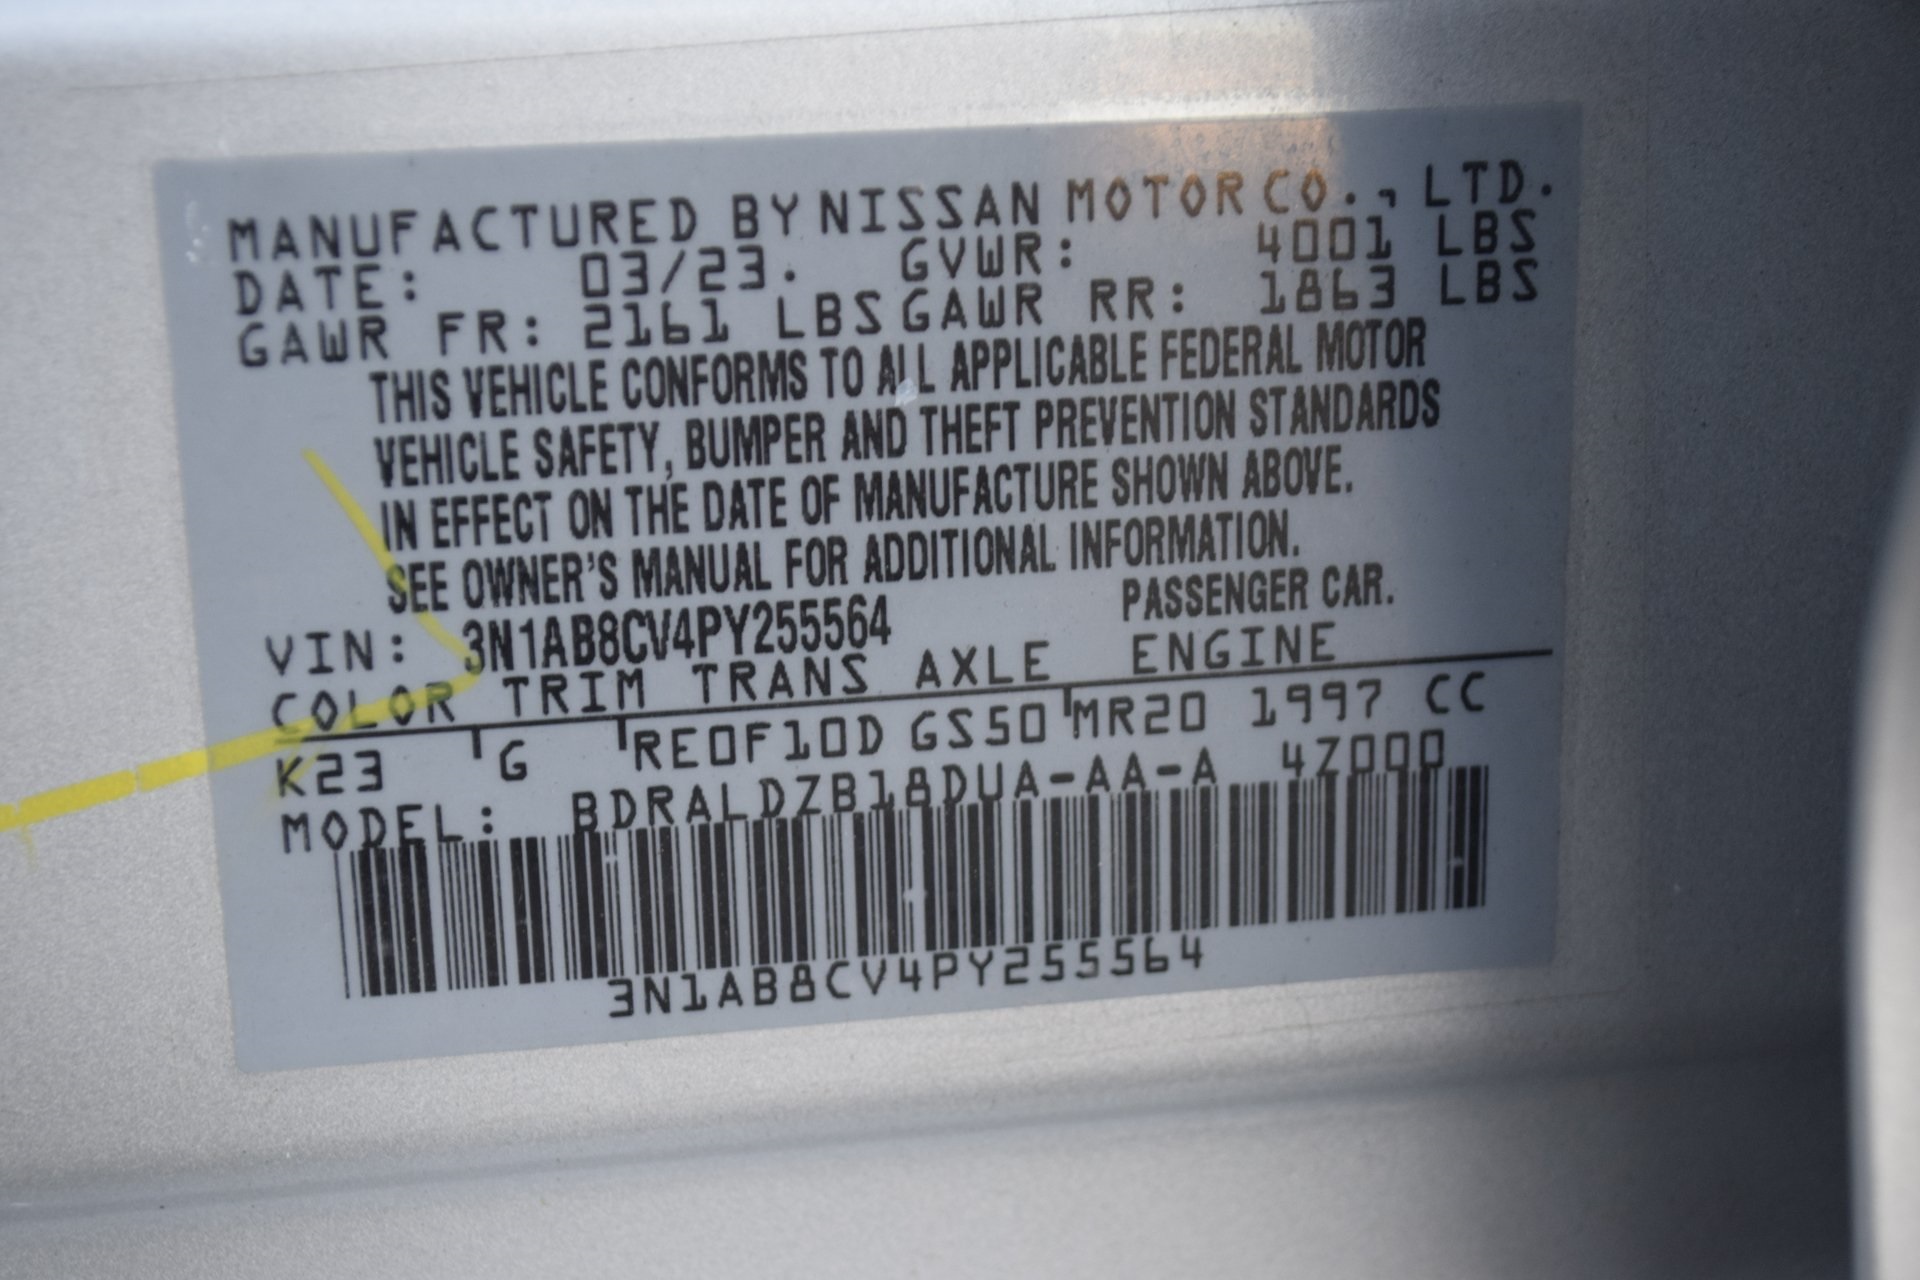 MANUFACTURED BY NISSAN MOTOR CO., LTD.
DATE: 03/23. GVWR: 4001 LBS
GAWR FR: 2161 LBS GAWR RR: 1863 LBS
THIS VEHICLE CONFORMS TO ALL APPLICABLE FEDERAL MOTOR
VEHICLE SAFETY, BUMPER AND THEFT PREVENTION STANDARDS
IN EFFECT ON THE DATE OF MANUFACTURE SHOWN ABOVE.
SEE OWNER'S MANUAL FOR ADDITIONAL INFORMATION.
VIN: 3N1AB8CV4PY255564 PASSENGER CAR.
COLOR TRIM TRANS AXLE ENGINE
K23 G RE0F10D GS50 MR20 1997 CC
MODEL: BDRALDZB18DUA-AA-A 4Z000
3N1AB8CV4PY255564